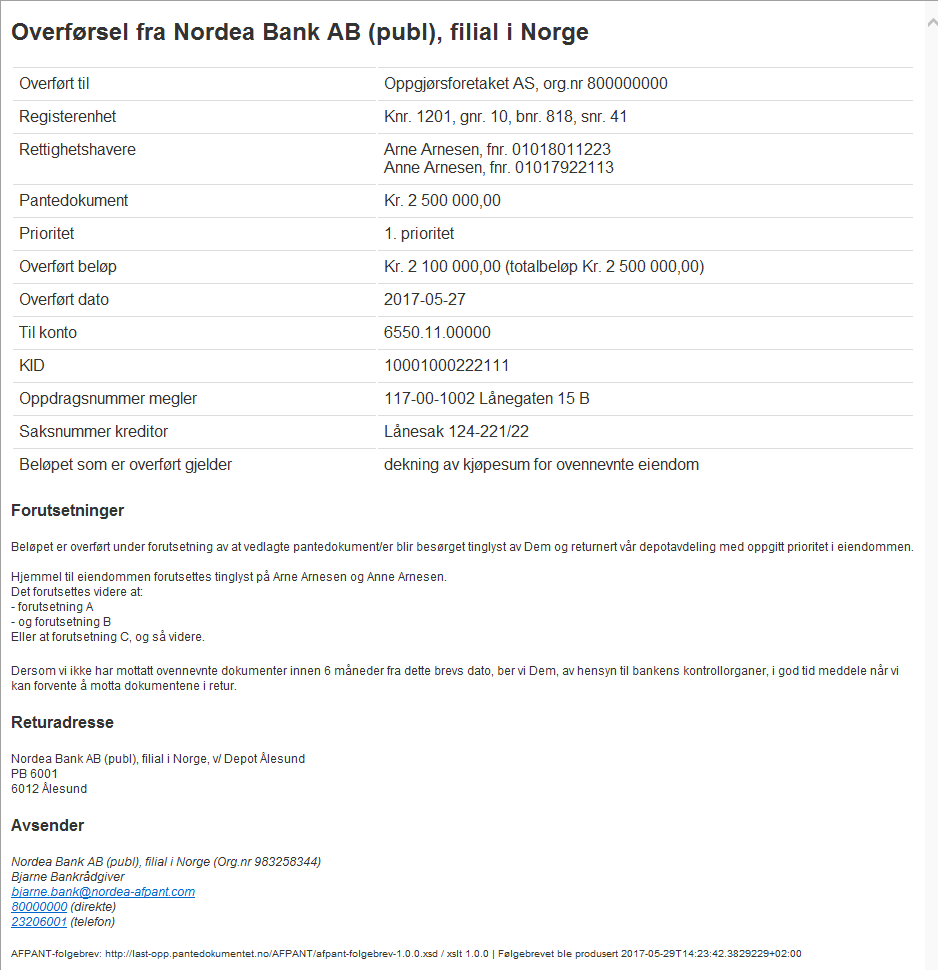 Overførsel fra Nordea Bank AB (publ), filial i Norge
Overført til Oppgjørsforetaket AS, org.nr 800000000
Registerenhet Knr. 1201, gnr. 10, bnr. 818, snr. 41
Rettighetshavere Arne Arnesen, fnr. 01018011223
Anne Arnesen, fnr. 01017922113
Pantedokument Kr. 2 500 000,00
Prioritet 1. prioritet
Overført beløp Kr. 2 100 000,00 (totalbeløp Kr. 2 500 000,00)
Overført dato 2017-05-27
Til konto 6550.11.00000
KID 10001000222111
Oppdragsnummer megler 117-00-1002 Lånegaten 15 B
Saksnummer kreditor Lånesak 124-221/22
Beløpet som er overført gjelder dekning av kjøpesum for ovennevnte eiendom
Forutsetninger
Beløpet er overført under forutsetning av at vedlagte pantedokument/er blir besørget tinglyst av Dem og returnert vår depotavdeling med oppgitt prioritet i eiendommen.
Hjemmel til eiendommen forutsettes tinglyst på Arne Arnesen og Anne Arnesen.
Det forutsettes videre at:
- forutsetning A
- og forutsetning B
Eller at forutsetning C, og så videre.
Dersom vi ikke har mottatt ovennevnte dokumenter innen 6 måneder fra dette brevs dato, ber vi Dem, av hensyn til bankens kontrollorganer, i god tid meddele når vi
kan forvente å motta dokumentene i retur.
Returadresse
Nordea Bank AB (publ), filial i Norge, v/ Depot Ålesund
PB 6001
6012 Ålesund
Avsender
Nordea Bank AB (publ), filial i Norge (Org.nr 983258344)
Bjarne Bankrådgiver
bjarne.bank@nordea-afpant.com
80000000 (direkte)
23206001 (telefon)
AFPANT-folgebrev: http://last-opp.pantedokumentet.no/AFPANT/afpant-folgebrev-1.0.0.xsd / xslt 1.0.0 | Følgebrevet ble produsert 2017-05-29T14:23:42.3829229+02:00